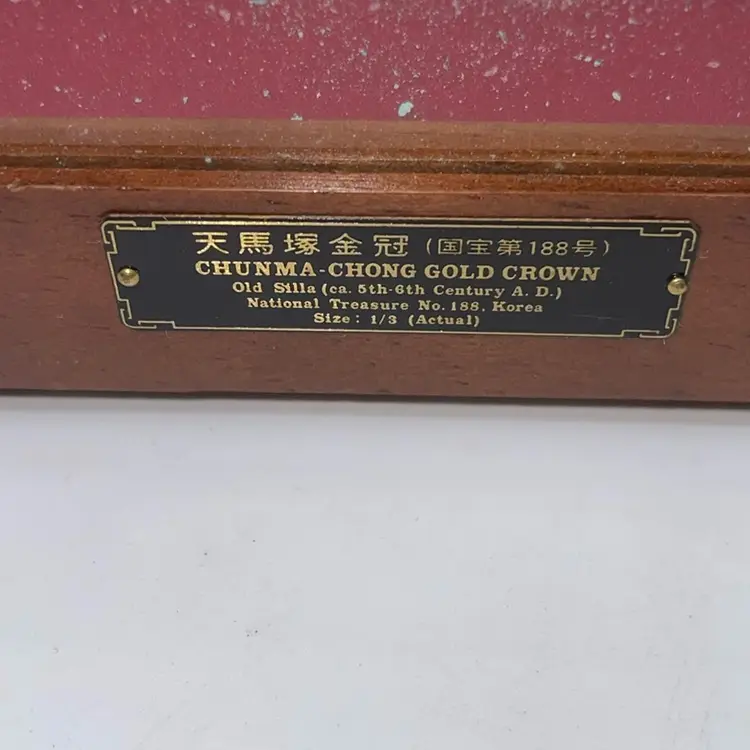 天馬塚金冠 (国宝第188号)
CHUNMA-CHONG GOLD CROWN
Old Silla (ca. 5th-6th Century A. D.)
National Treasure No. 188. Korea
Size: 1/3 (Actual)